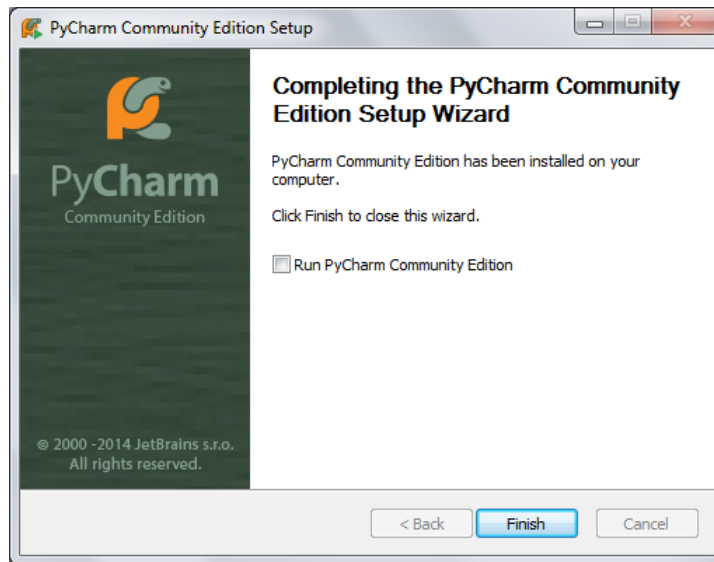 PyCharm Community Edition Setup
PyCharm
Community Edition
© 2000 -2014 JetBrains s.r.o.
All rights reserved.
Completing the PyCharm Community
Edition Setup Wizard
PyCharm Community Edition has been installed on your
computer.
Click Finish to close this wizard.
Run PyCharm Community Edition
< Back
Finish
Cancel